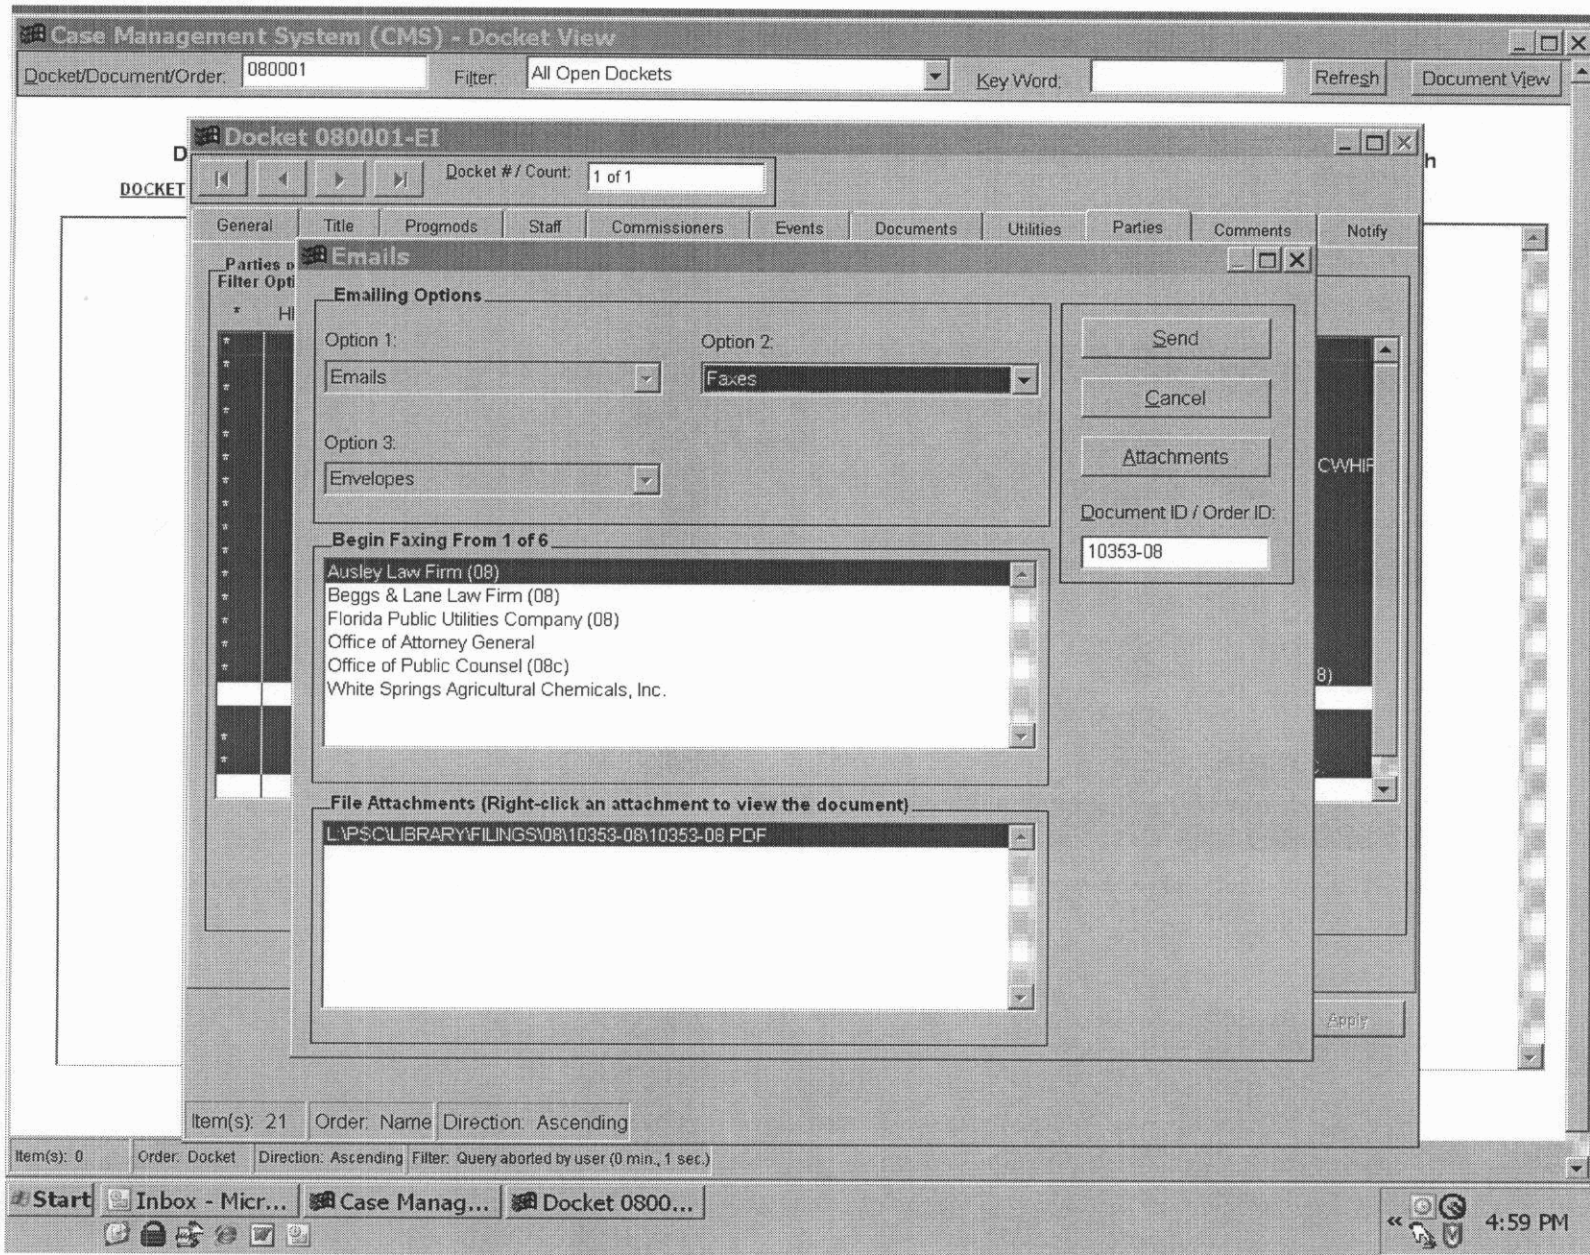 Case Management System (CMS) - Docket View
Docket/Document/Order: 080001 Filter: All Open Dockets Key Word: Refresh Document View
Docket 080001-EI
D
h
DOCKET
Docket # / Count: 1 of 1
General Title Progmods Staff Commissioners Events Documents Utilities Parties Comments Notify
Parties o
Filter Opti
* HI
Emails
Emailing Options
Option 1: Option 2:
Emails Faxes
Option 3:
Envelopes
Send
Cancel
Attachments
CWHIF
Document ID / Order ID:
10353-08
Begin Faxing From 1 of 6
Ausley Law Firm (08)
Beggs & Lane Law Firm (08)
Florida Public Utilities Company (08)
Office of Attorney General
Office of Public Counsel (08c)
White Springs Agricultural Chemicals, Inc.
8)
File Attachments (Right-click an attachment to view the document)
L:\PSC\LIBRARY\FILINGS\08\10353-08\10353-08.PDF
Apply
Item(s): 21 Order: Name Direction: Ascending
Item(s): 0 Order: Docket Direction: Ascending Filter: Query aborted by user (0 min., 1 sec.)
Start Inbox - Micr... Case Manag... Docket 0800...
« 4:59 PM